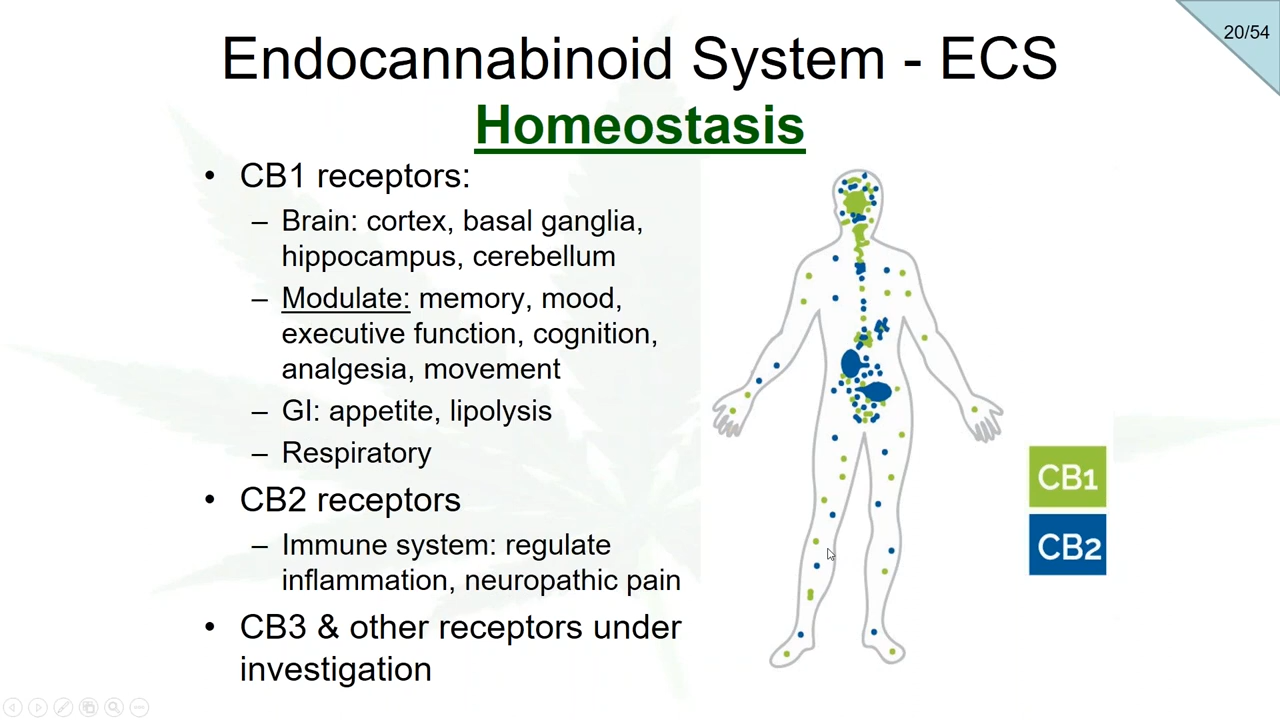 20/54
Endocannabinoid System - ECS
Homeostasis
• CB1 receptors:
– Brain: cortex, basal ganglia,
hippocampus, cerebellum
– Modulate: memory, mood,
executive function, cognition,
analgesia, movement
– GI: appetite, lipolysis
– Respiratory
• CB2 receptors
– Immune system: regulate
inflammation, neuropathic pain
• CB3 & other receptors under
investigation
CB1
CB2